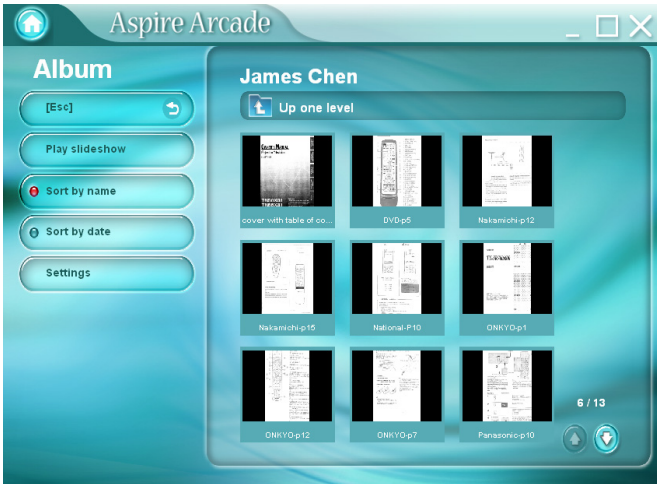 Aspire Arcade
Album
[Esc]
Play slideshow
Sort by name
Sort by date
Settings
James Chen
Up one level
cover with table of co...
DVD-p5
Nakamichi-p12
Nakamichi-p15
National-P10
ONKYO-p1
ONKYO-p12
ONKYO-p7
Panasonic-p10
6 / 13